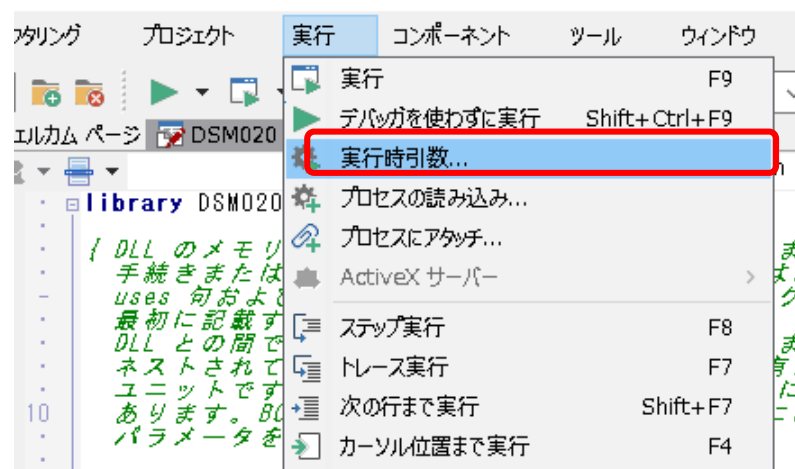 ァクタリング プロジェクト 実行 コンポーネント ツール ウィンドウ
実行 F9
デバッガを使わずに実行 Shift+Ctrl+F9
ェルカム ページ DSM020
実行時引数...
library DSM020
プロセスの読み込み...
{ DLL のメモリ
プロセスにアタッチ...
手続きまたは
ActiveX サーバー
uses 句およ
最初に記載す
ステップ実行 F8
DLL との間で
ネストされて
トレース実行 F7
ユニットです
10 あります。BO
次の行まで実行 Shift+F7
パラメータを
カーソル位置まで実行 F4